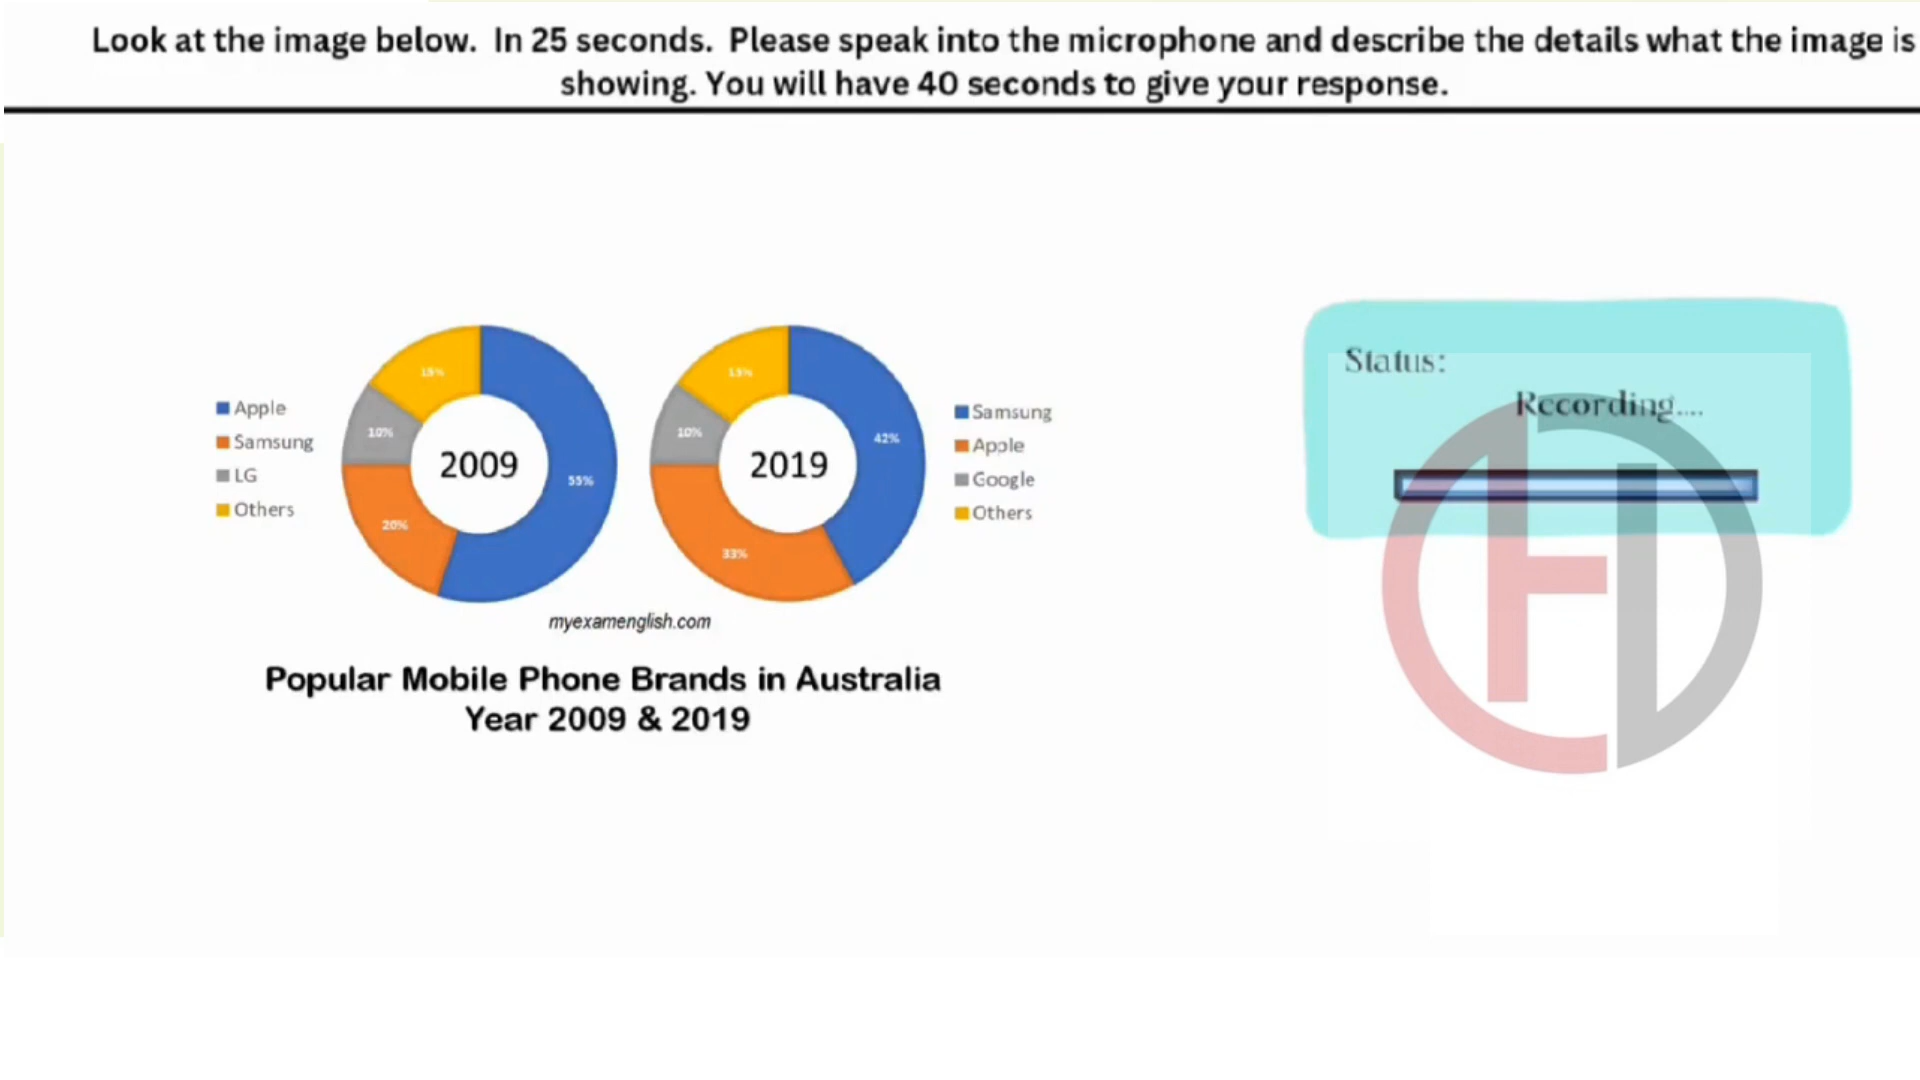 Look at the image below. In 25 seconds. Please speak into the microphone and describe the details what the image is
showing. You will have 40 seconds to give your response.
Apple
Samsung
LG
Others
15%
10%
20%
55%
2009
15%
10%
33%
42%
2019
Samsung
Apple
Google
Others
myexamenglish.com
Popular Mobile Phone Brands in Australia
Year 2009 & 2019
Status:
Recording....